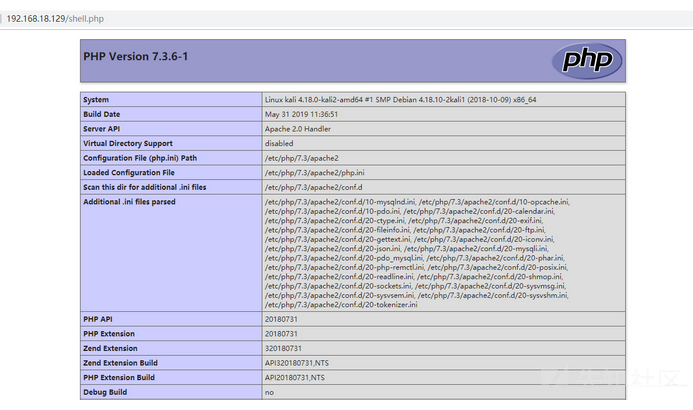 192.168.18.129/shell.php
PHP Version 7.3.6-1
php
System Linux kali 4.18.0-kali2-amd64 #1 SMP Debian 4.18.10-2kali1 (2018-10-09) x86_64
Build Date May 31 2019 11:36:51
Server API Apache 2.0 Handler
Virtual Directory Support disabled
Configuration File (php.ini) Path /etc/php/7.3/apache2
Loaded Configuration File /etc/php/7.3/apache2/php.ini
Scan this dir for additional .ini files /etc/php/7.3/apache2/conf.d
Additional .ini files parsed /etc/php/7.3/apache2/conf.d/10-mysqlnd.ini, /etc/php/7.3/apache2/conf.d/10-opcache.ini,
/etc/php/7.3/apache2/conf.d/10-pdo.ini, /etc/php/7.3/apache2/conf.d/20-calendar.ini,
/etc/php/7.3/apache2/conf.d/20-ctype.ini, /etc/php/7.3/apache2/conf.d/20-exif.ini,
/etc/php/7.3/apache2/conf.d/20-fileinfo.ini, /etc/php/7.3/apache2/conf.d/20-ftp.ini,
/etc/php/7.3/apache2/conf.d/20-gettext.ini, /etc/php/7.3/apache2/conf.d/20-iconv.ini,
/etc/php/7.3/apache2/conf.d/20-json.ini, /etc/php/7.3/apache2/conf.d/20-mysqli.ini,
/etc/php/7.3/apache2/conf.d/20-pdo_mysql.ini, /etc/php/7.3/apache2/conf.d/20-phar.ini,
/etc/php/7.3/apache2/conf.d/20-php-remctl.ini, /etc/php/7.3/apache2/conf.d/20-posix.ini,
/etc/php/7.3/apache2/conf.d/20-readline.ini, /etc/php/7.3/apache2/conf.d/20-shmop.ini,
/etc/php/7.3/apache2/conf.d/20-sockets.ini, /etc/php/7.3/apache2/conf.d/20-sysvmsg.ini,
/etc/php/7.3/apache2/conf.d/20-sysvsem.ini, /etc/php/7.3/apache2/conf.d/20-sysvshm.ini,
/etc/php/7.3/apache2/conf.d/20-tokenizer.ini
PHP API 20180731
PHP Extension 20180731
Zend Extension 320180731
Zend Extension Build API320180731,NTS
PHP Extension Build API20180731,NTS
Debug Build no